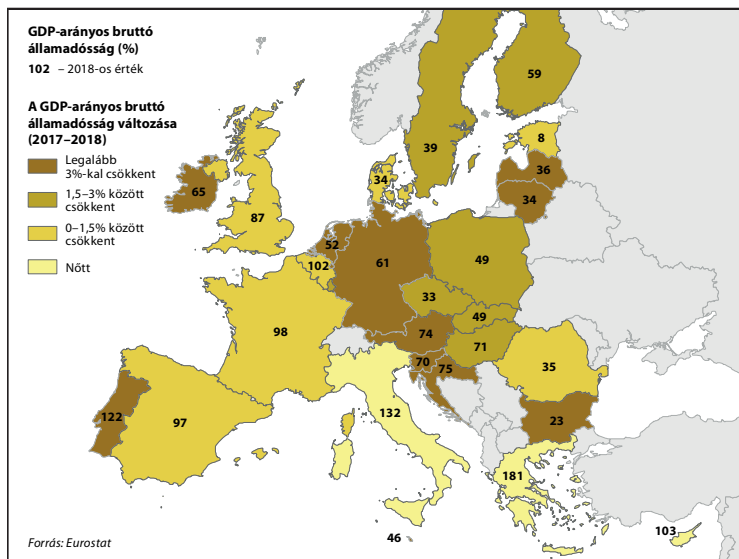 GDP-arányos bruttó
államadósság (%)
102 – 2018-os érték
A GDP-arányos bruttó
államadósság változása
(2017–2018)
Legalább
3%-kal csökkent
1,5–3% között
csökkent
0–1,5% között
csökkent
Nőtt
59
39
8
36
34
34
65
87
52
102
61
49
33
49
74
71
98
70
75
35
132
23
122
97
181
46
103
Forrás: Eurostat